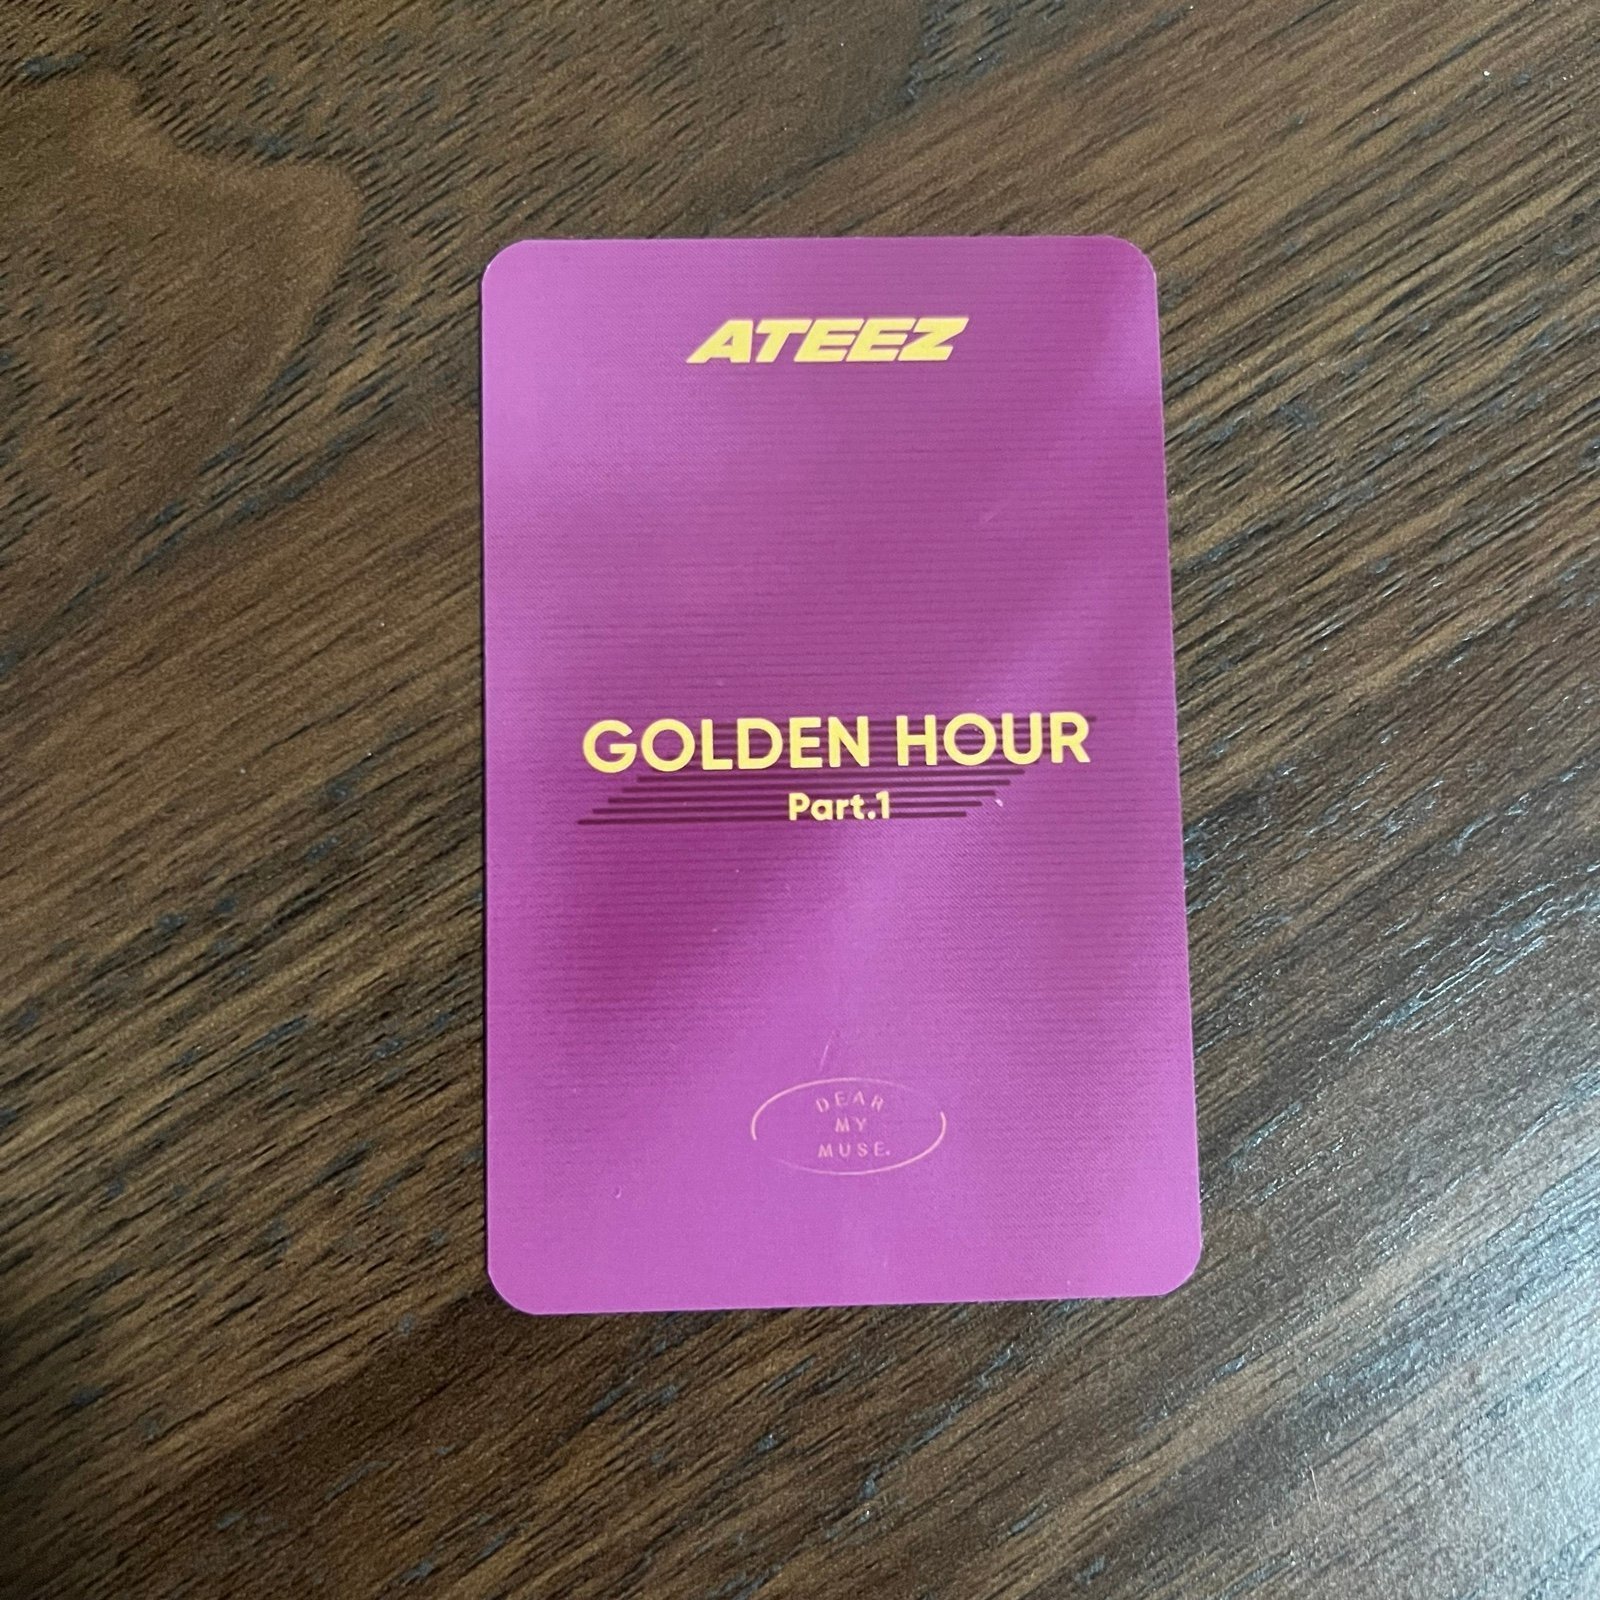 ATEEZ
GOLDEN HOUR
Part.1
DEAR
MY
MUSE.